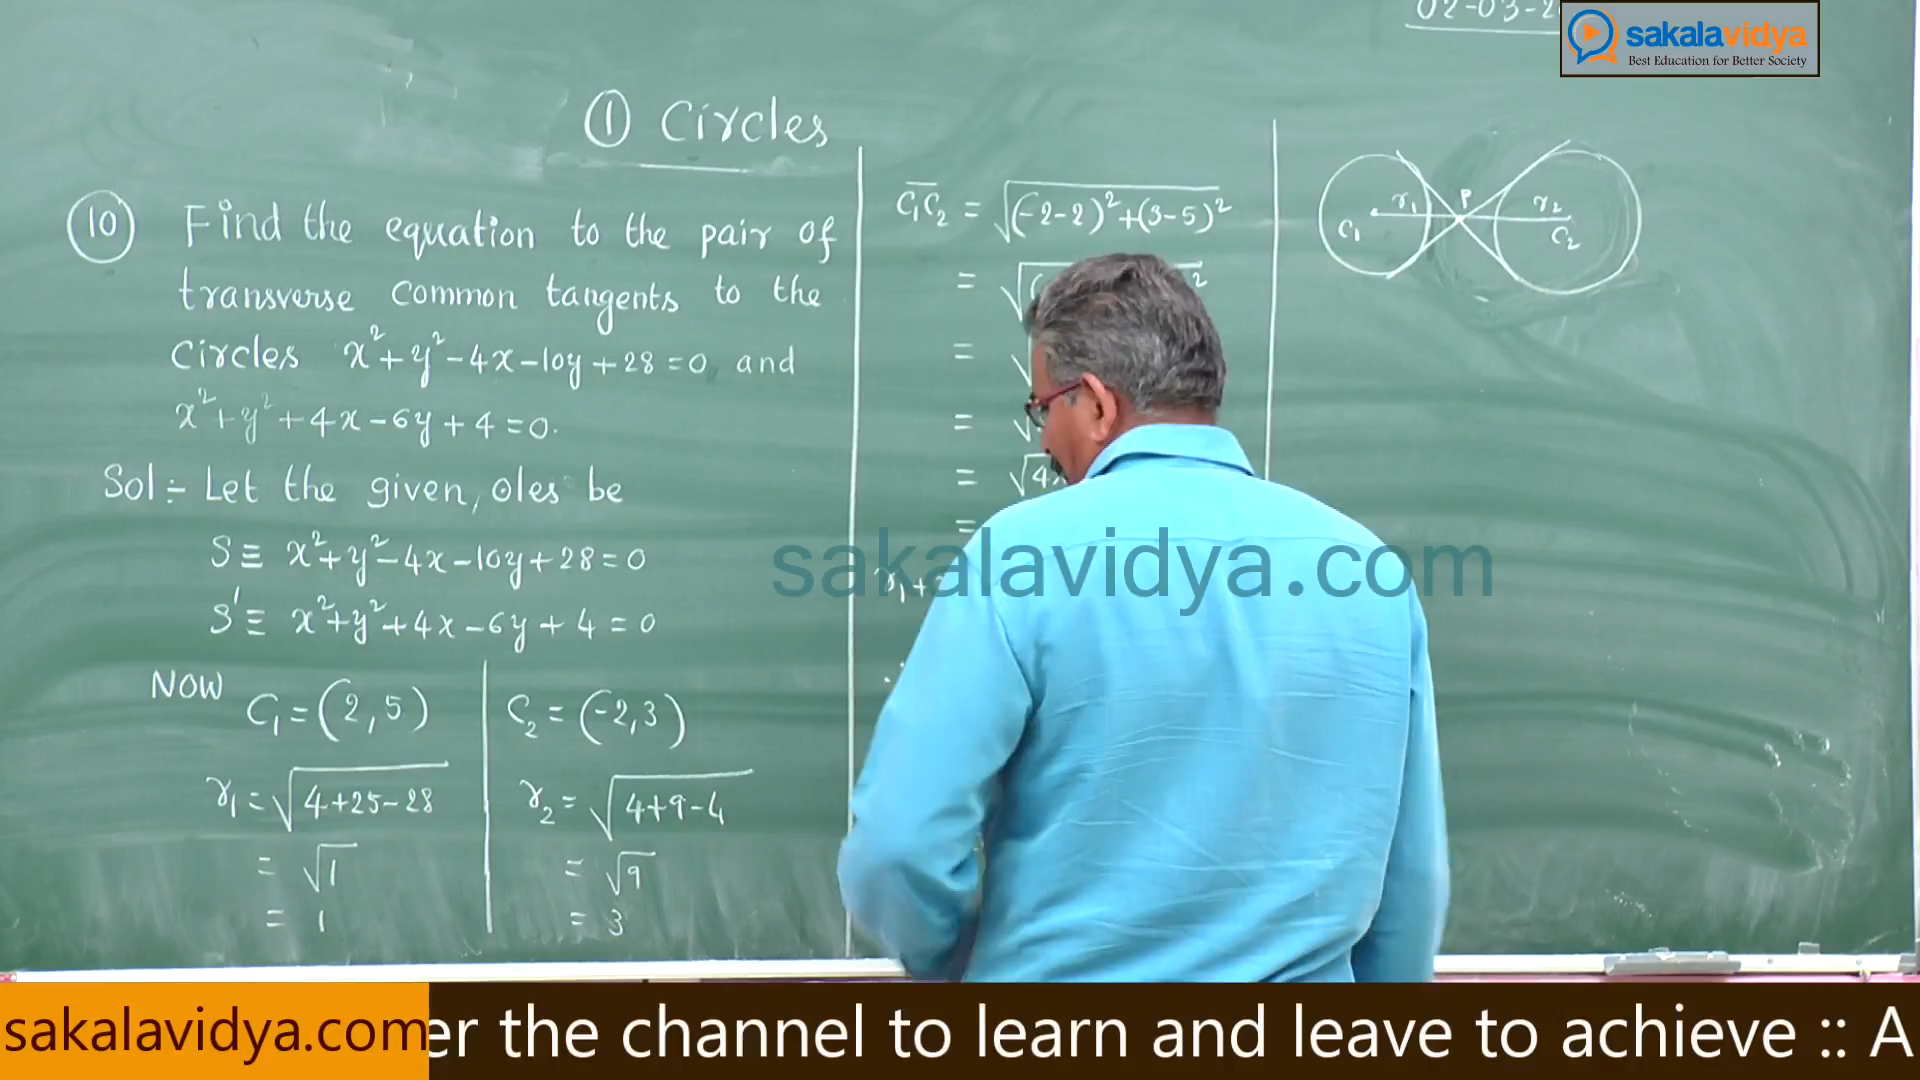 02-03-2
sakalavidya
Best Education for Better Society
① Circles
⑩ Find the equation to the pair of
transverse common tangents to the
Circles x²+y²-4x-10y+28=0 and
x²+y²+4x-6y+4=0.
Sol:- Let the given, ⊙les be
S≡ x²+y²-4x-10y+28=0
S'≡ x²+y²+4x-6y+4=0
NOW C₁=(2,5)
r₁=√4+25-28
= √1
= 1
C₂=(-2,3)
r₂=√4+9-4
= √9
= 3
C₁C₂ = √(-2-2)²+(3-5)²
= √( ²
= √
= √
= √4×
=
r₁+
C₁ r₁ P r₂ C₂
sakalavidya.com
sakalavidya.com
er the channel to learn and leave to achieve :: A